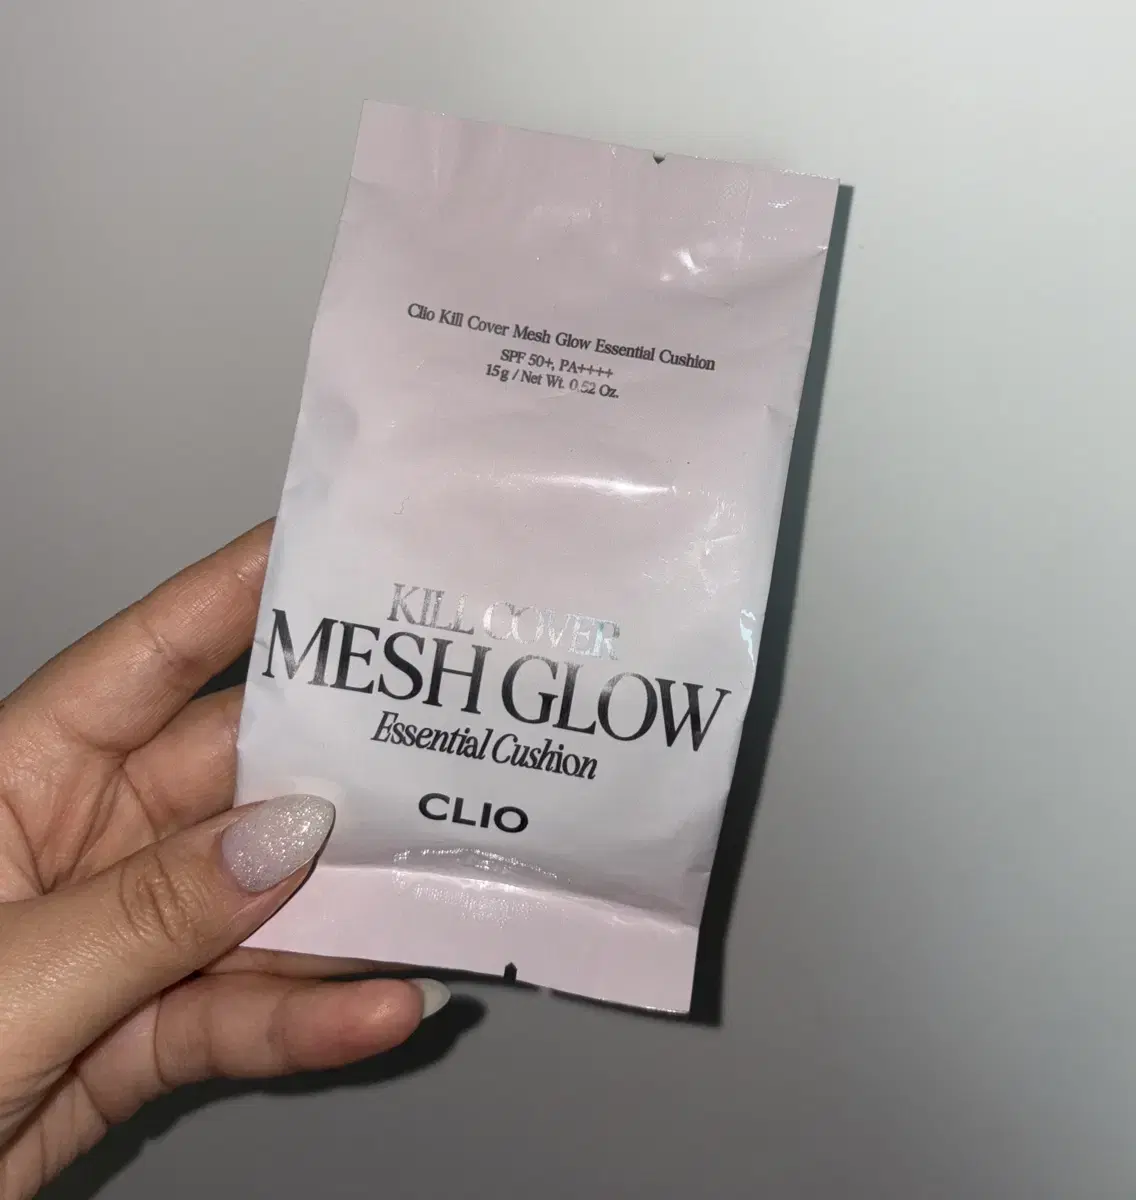 Clio Kill Cover Mesh Glow Essential Cushion
SPF 50+, PA++++
15g / Net Wt. 0.52 Oz.
KILL COVER
MESH GLOW
Essential Cushion
CLIO